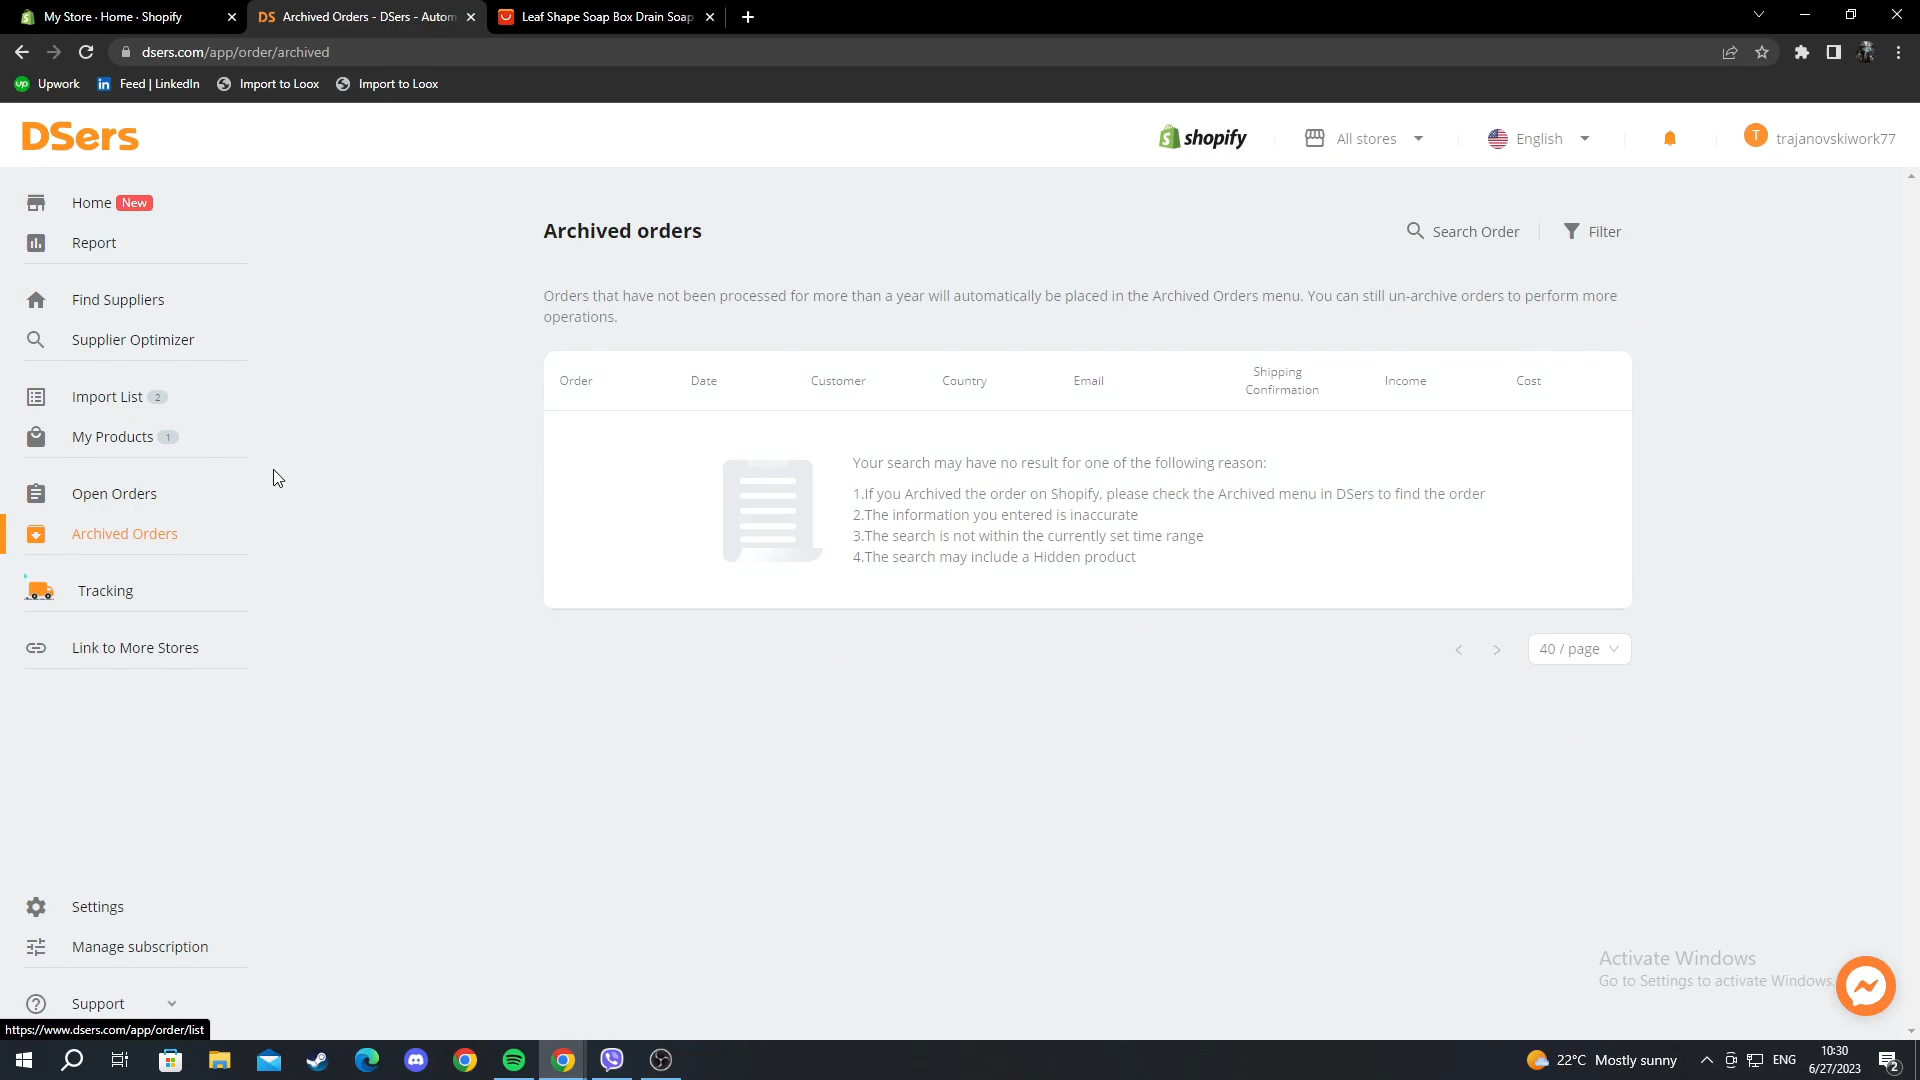 My Store · Home · Shopify
DS Archived Orders - DSers - Autom
Leaf Shape Soap Box Drain Soap
dsers.com/app/order/archived
up Upwork
in Feed | LinkedIn
Import to Loox
Import to Loox
DSers
shopify
All stores
English
T trajanovskiwork77
Home New
Report
Find Suppliers
Supplier Optimizer
Import List 2
My Products 1
Open Orders
Archived Orders
Tracking
Link to More Stores
Settings
Manage subscription
Support
https://www.dsers.com/app/order/list
Archived orders
Search Order
Filter
Orders that have not been processed for more than a year will automatically be placed in the Archived Orders menu. You can still un-archive orders to perform more
operations.
Order Date Customer Country Email Shipping Confirmation Income Cost
Your search may have no result for one of the following reason:
1.If you Archived the order on Shopify, please check the Archived menu in DSers to find the order
2.The information you entered is inaccurate
3.The search is not within the currently set time range
4.The search may include a Hidden product
< > 40 / page
Activate Windows
Go to Settings to activate Windows.
22°C Mostly sunny
ENG
10:30
6/27/2023
2